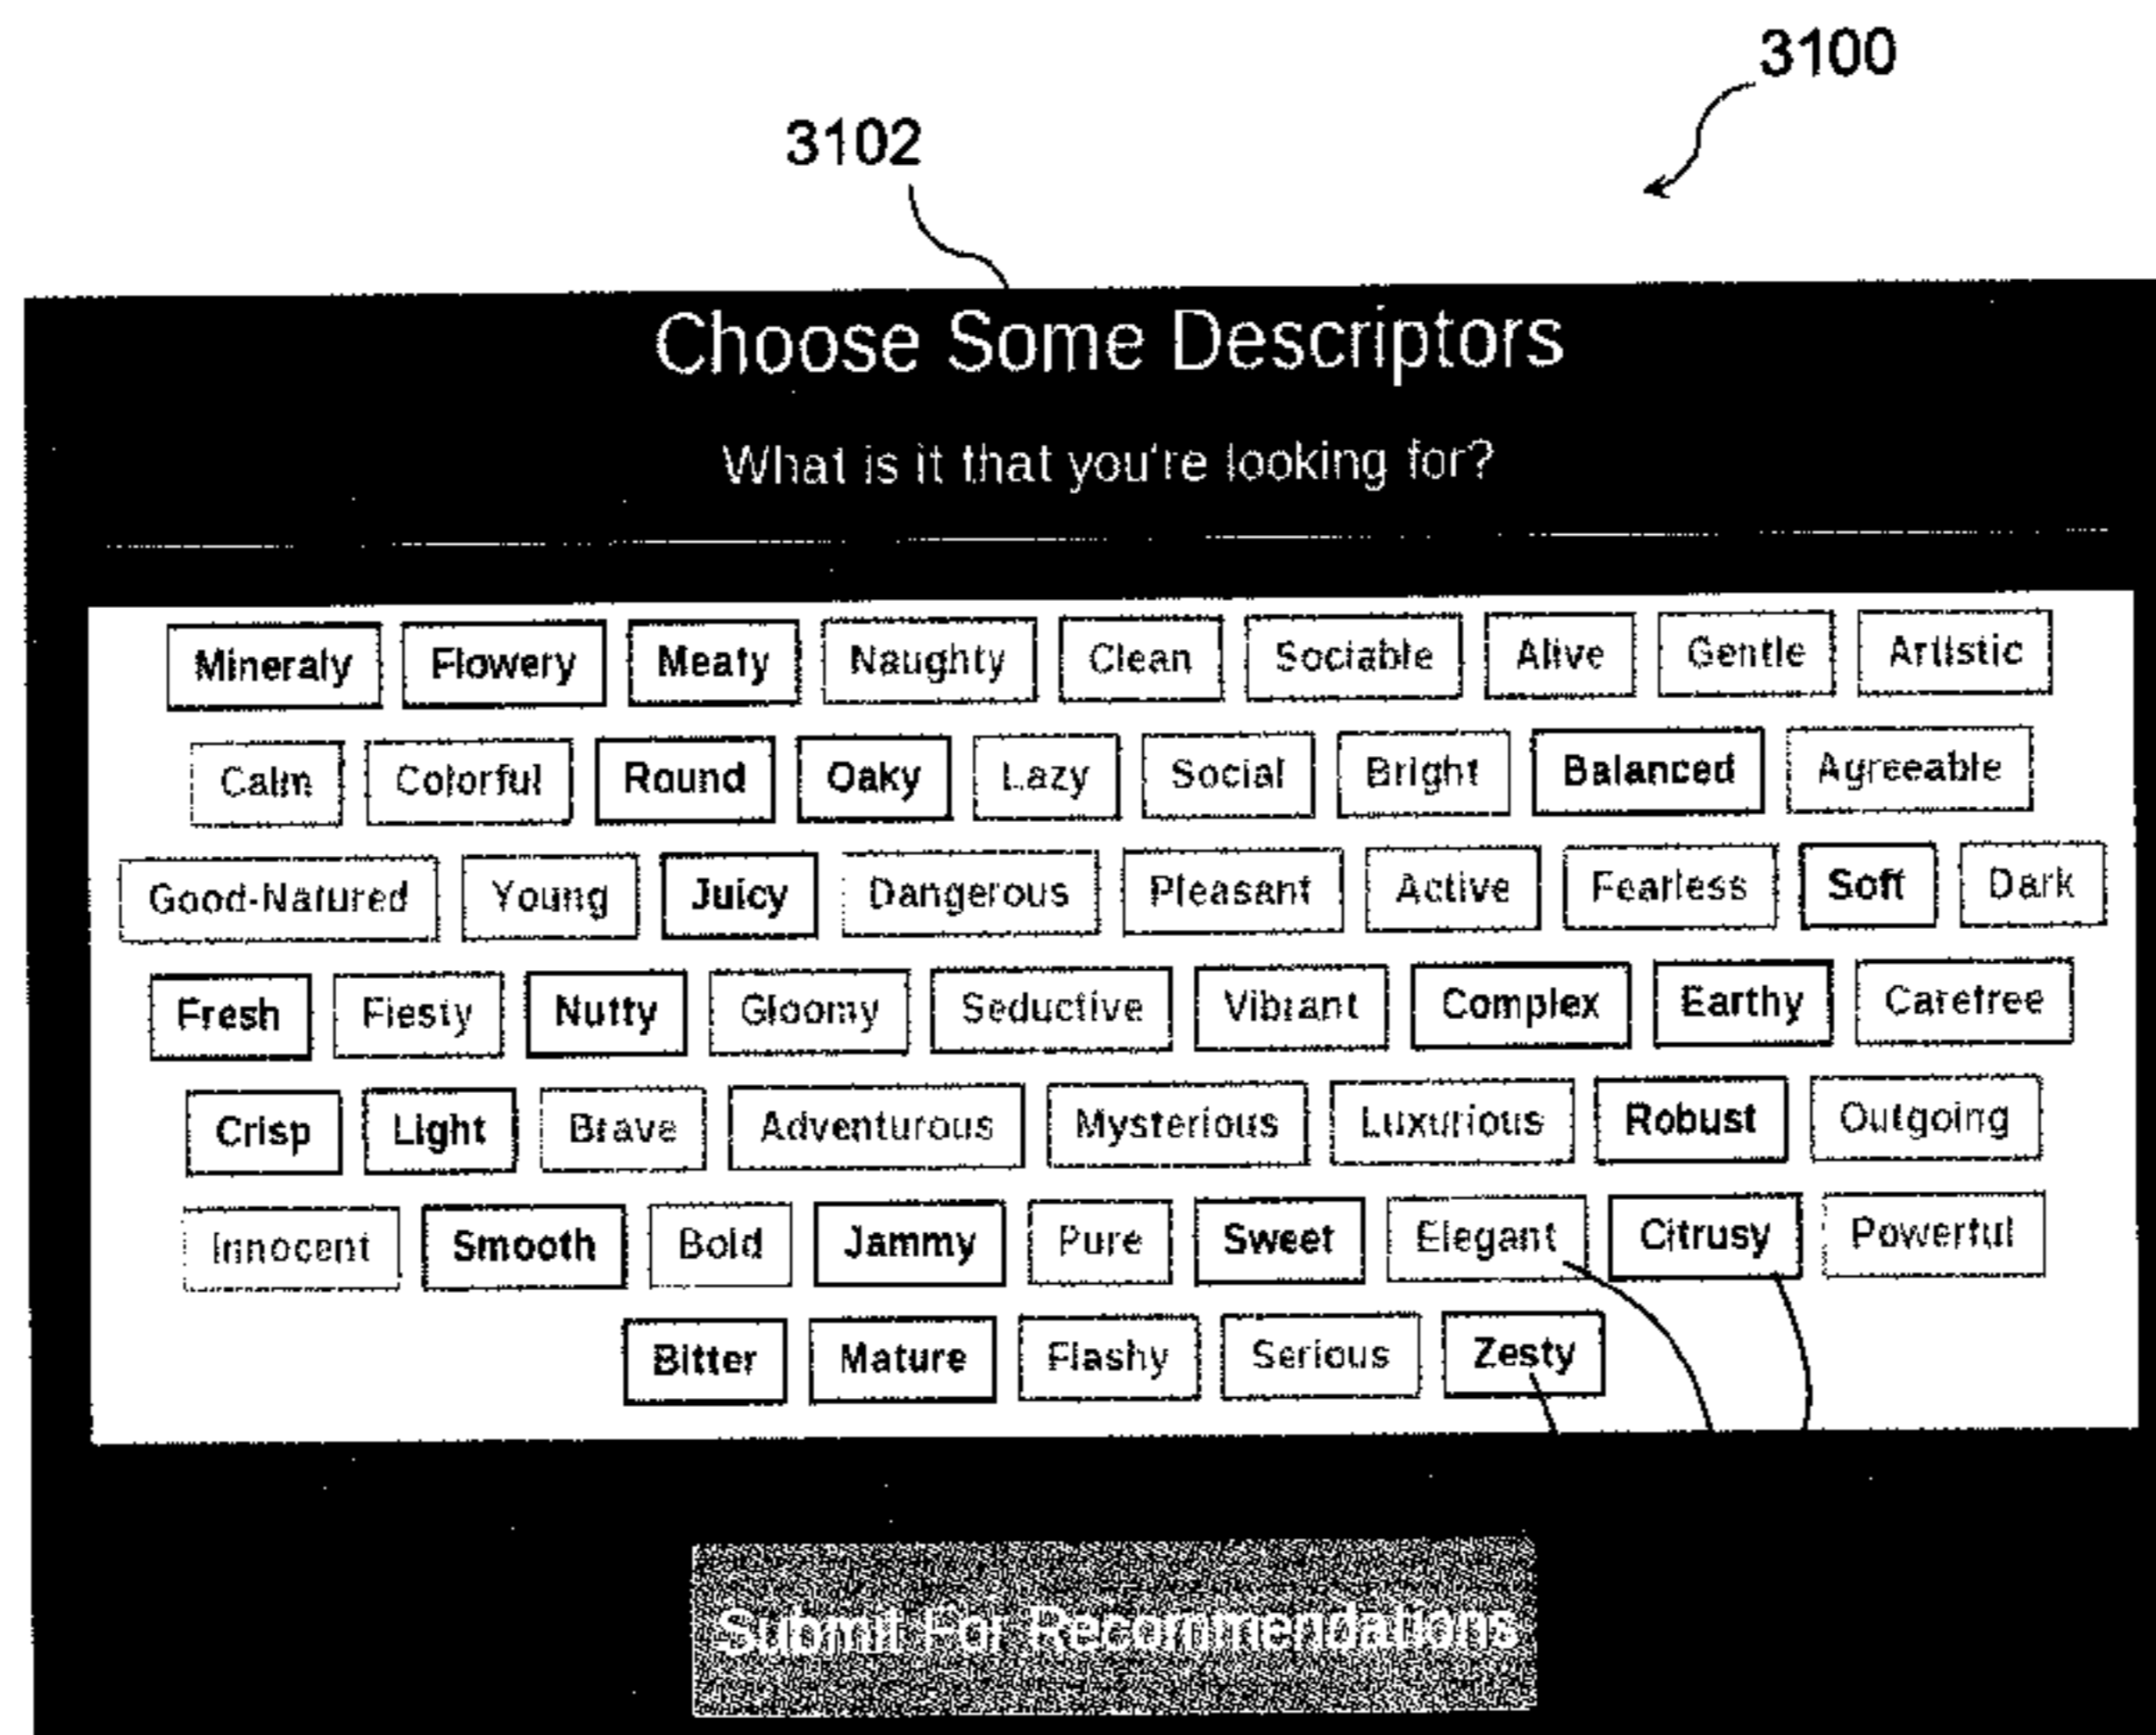 3100
3102
Choose Some Descriptors
What is it that you're looking for?
Mineraly Flowery Meaty Naughty Clean Sociable Alive Gentle Artistic
Calm Colorful Round Oaky Lazy Social Bright Balanced Agreeable
Good-Natured Young Juicy Dangerous Pleasant Active Fearless Soft Dark
Fresh Fiesty Nutty Gloomy Seductive Vibrant Complex Earthy Carefree
Crisp Light Brave Adventurous Mysterious Luxurious Robust Outgoing
Innocent Smooth Bold Jammy Pure Sweet Elegant Citrusy Powerful
Bitter Mature Flashy Serious Zesty
Submit For Recommendations